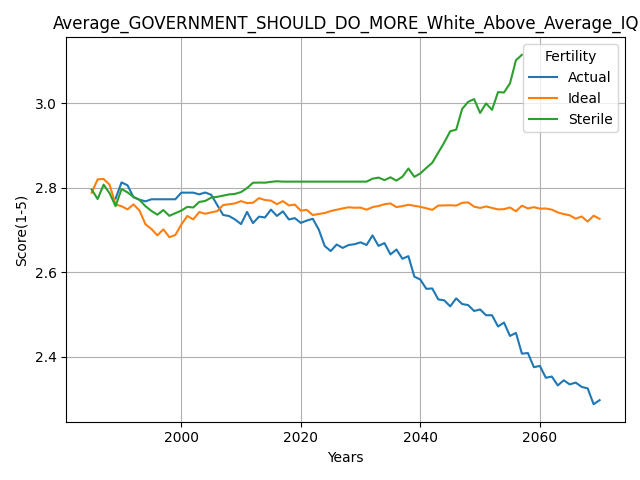 Average_GOVERNMENT_SHOULD_DO_MORE_White_Above_Average_IQ
Fertility
Actual
Ideal
Sterile
Score(1-5)
3.0
2.8
2.6
2.4
2000
2020
2040
2060
Years